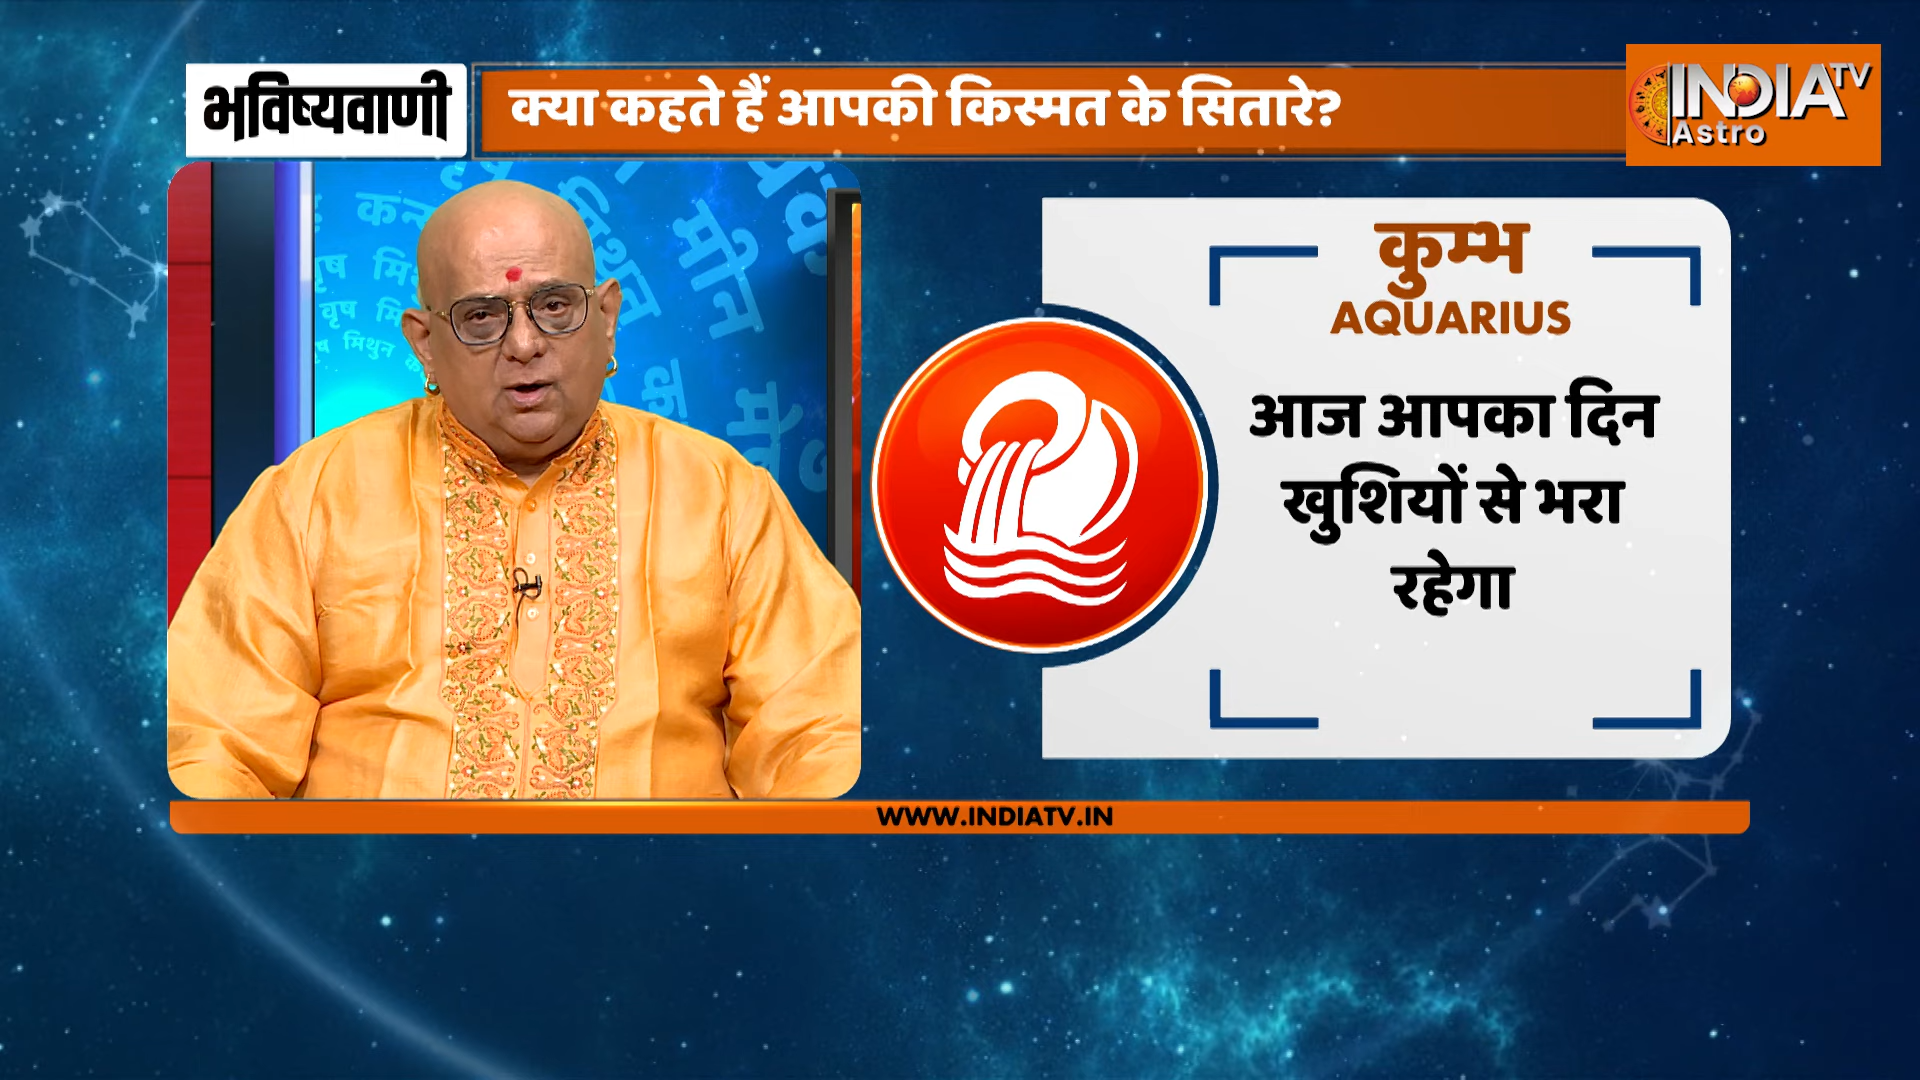 भविष्यवाणी
क्या कहते हैं आपकी किस्मत के सितारे?
INDIA TV
Astro
मीन
मिथुन
वृष मि
मिथुन
कुम्भ
AQUARIUS
आज आपका दिन
खुशियों से भरा
रहेगा
WWW.INDIATV.IN